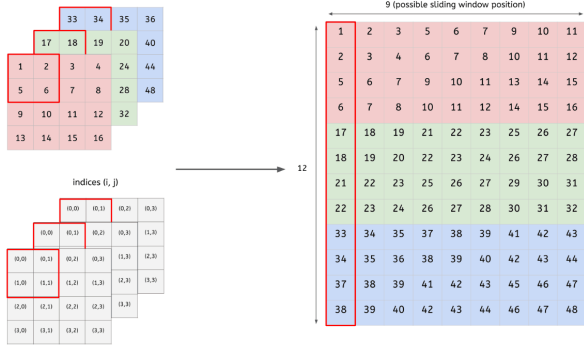 9 (possible sliding window position)
33 34 35 36
17 18 19 20 40
1 2 3 4 24 44
5 6 7 8 28 48
9 10 11 12 32
13 14 15 16
indices (i, j)
(0,0) (0,1) (0,2) (0,3)
(0,0) (0,1) (0,2) (0,3) (1,3)
(0,0) (0,1) (0,2) (0,3) (1,3) (2,3)
(1,0) (1,1) (1,2) (1,3) (2,3) (3,3)
(2,0) (2,1) (2,2) (2,3) (3,3)
(3,0) (3,1) (3,2) (3,3)
12
1 2 3 5 6 7 9 10 11
2 3 4 6 7 8 10 11 12
5 6 7 9 10 11 13 14 15
6 7 8 10 11 12 14 15 16
17 18 19 21 22 23 25 26 27
18 19 20 22 23 24 26 27 28
21 22 23 25 26 27 29 30 31
22 23 24 26 27 28 30 31 32
33 34 35 37 38 39 41 42 43
34 35 36 38 39 40 42 43 44
37 38 39 41 42 43 45 46 47
38 39 40 42 43 44 46 47 48